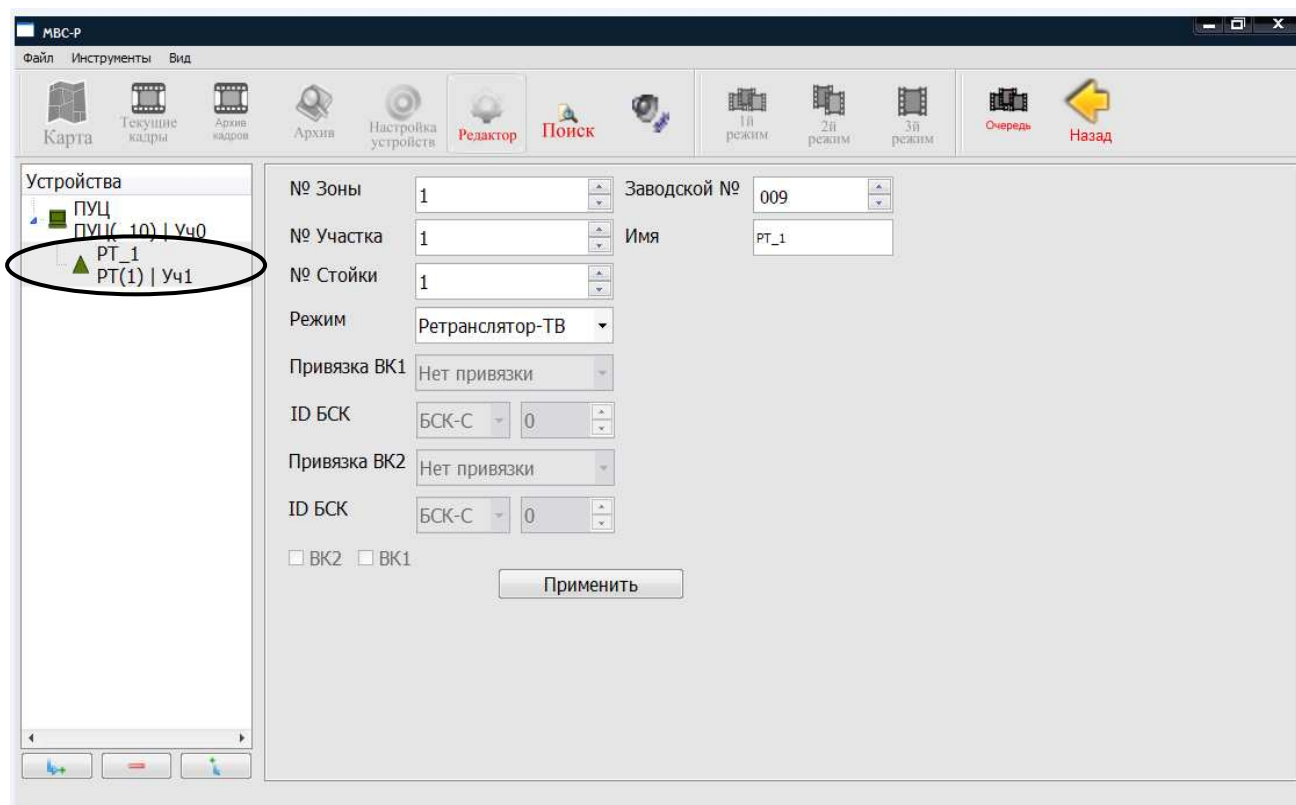 МВС-Р
Файл Инструменты Вид
Карта Текущие кадры Архив кадров Архив Настройка устройств Редактор Поиск 1й режим 2й режим 3й режим Очередь Назад
Устройства
ПУЦ
ПУЦ( 10) | Уч0
РТ_1
РТ(1) | Уч1
№ Зоны 1 Заводской № 009
№ Участка 1 Имя РТ_1
№ Стойки 1
Режим Ретранслятор-ТВ
Привязка ВК1 Нет привязки
ID БСК БСК-С 0
Привязка ВК2 Нет привязки
ID БСК БСК-С 0
ВК2 ВК1
Применить